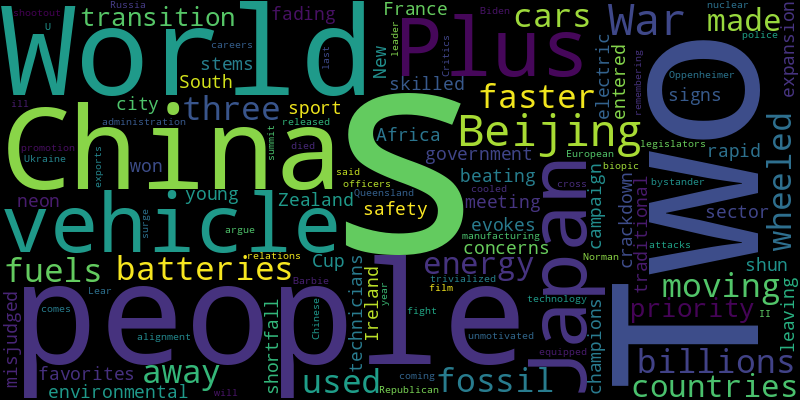 shootout Russia France cars War made nuclear
U transition fading leader Biden police
World Plus expansion
careers last New Critics electric entered remembering
stems skilled Oppenheimer
South faster signs
city three sport Beijing TWO
China S Africa legislators
administration released government European rapid wheeled
ill exports won summit died beating biopic
promotion said meeting cross bystander
Ukraine officers cooled sector
neon young Zealand Queensland campaign crackdown traditional
vehicle safety evokes manufacturing attacks
surge argue concerns Norman shun
fuels batteries relations Cup energy Japan moving leaving
misjudged people Lear Barbie trivialized technology priority II
comes Chinese technicians Ireland year film fight
alignment unmotivated billions
favorites away shortfall equipped champions
environmental will used Republican coming fossil countries